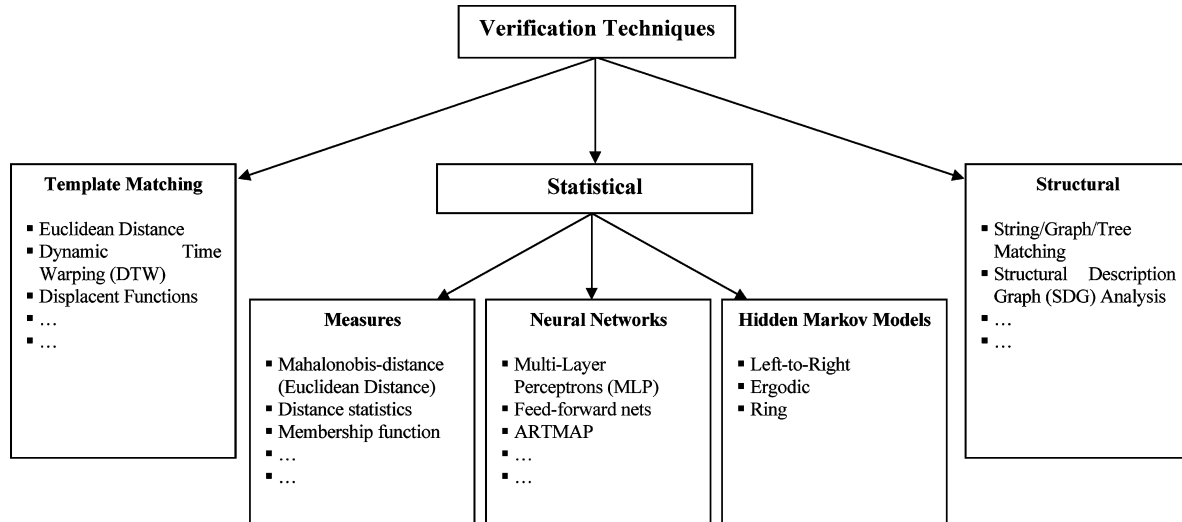 Verification Techniques
Template Matching
▪ Euclidean Distance
▪ Dynamic Time
Warping (DTW)
▪ Displacent Functions
▪ …
▪ …
Statistical
Structural
▪ String/Graph/Tree
Matching
▪ Structural Description
Graph (SDG) Analysis
▪ …
▪ …
Measures
▪ Mahalonobis-distance
(Euclidean Distance)
▪ Distance statistics
▪ Membership function
▪ …
▪ …
Neural Networks
▪ Multi-Layer
Perceptrons (MLP)
▪ Feed-forward nets
▪ ARTMAP
▪ …
▪ …
Hidden Markov Models
▪ Left-to-Right
▪ Ergodic
▪ Ring